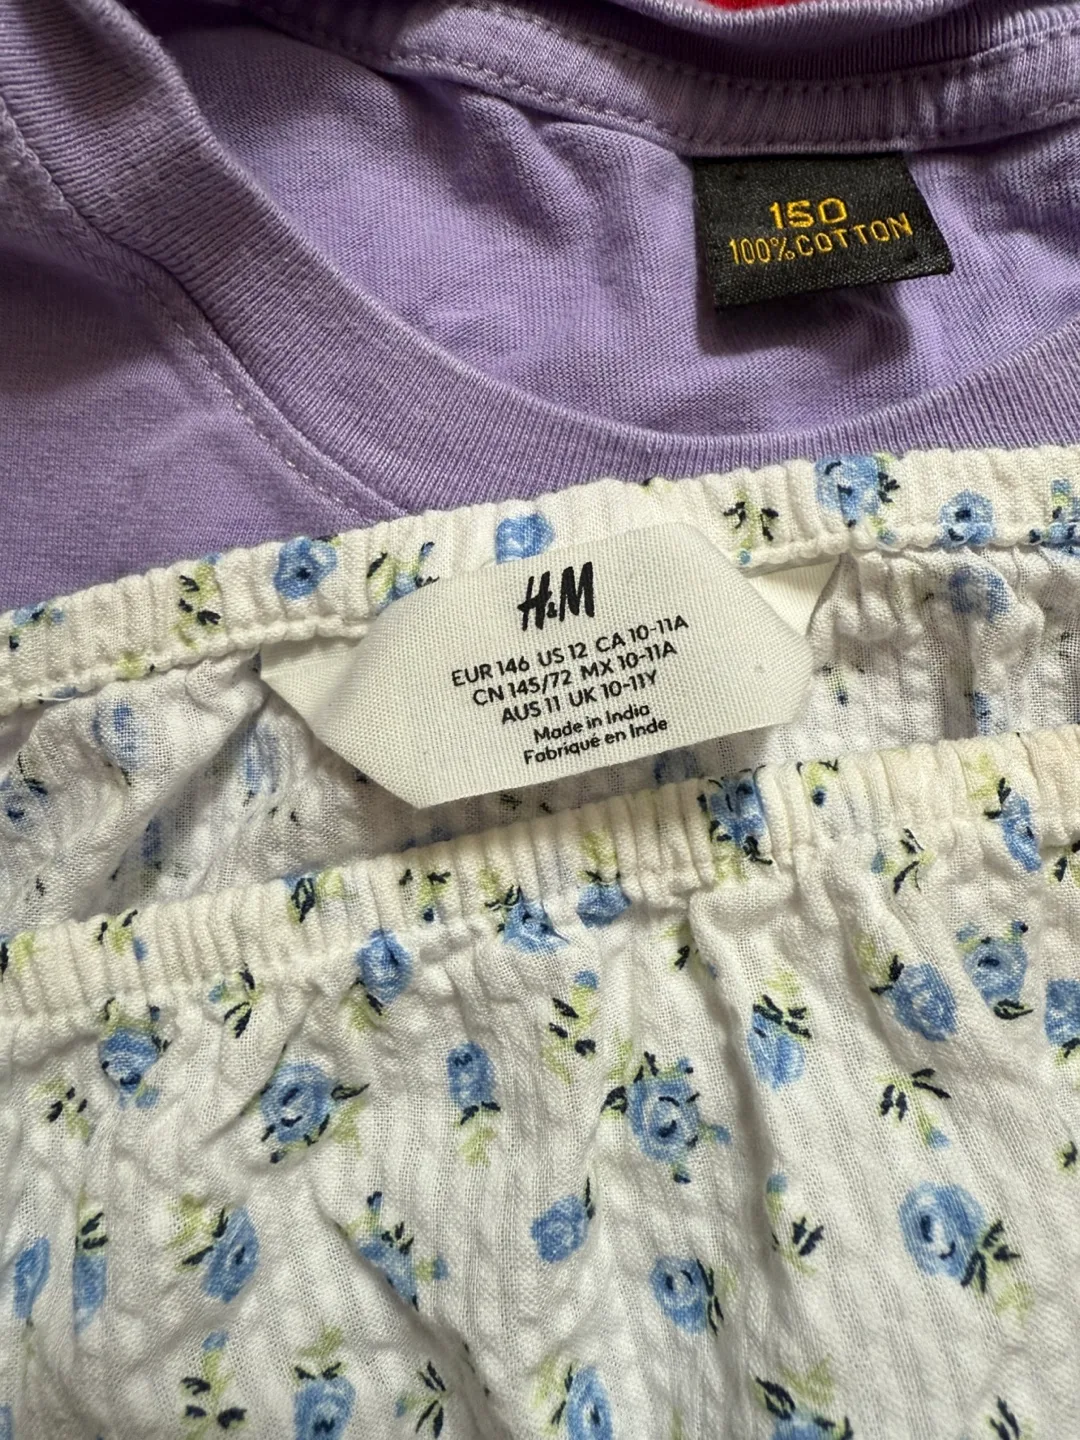 150
100% COTTON
H&M
EUR 146 US 12 CA 10-11A
CN 145/72 MX 10-11A
AUS 11 UK 10-11Y
Made in India
Fabriqué en Inde